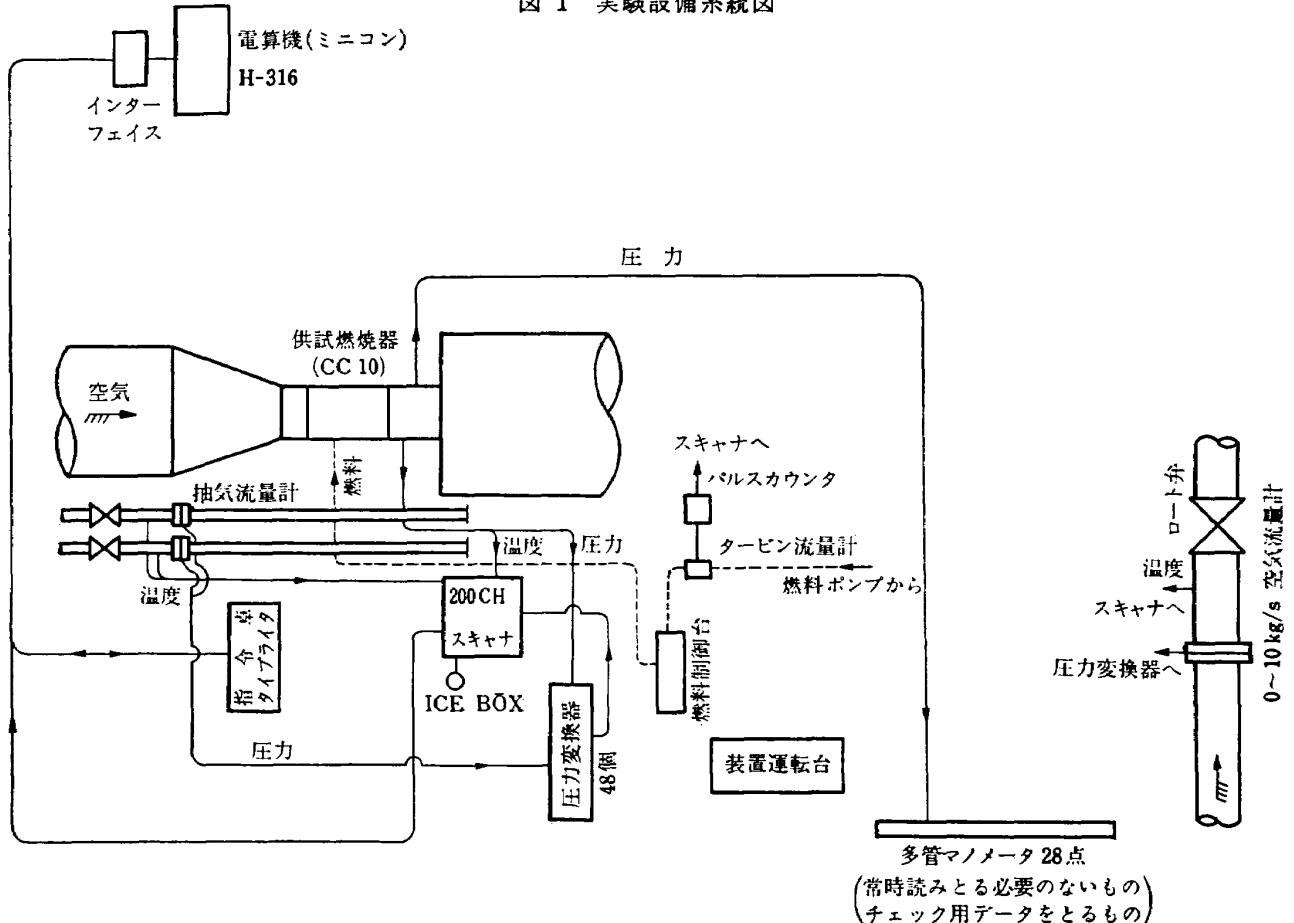 図 1 実験設備系統図
電算機(ミニコン)
H-316
インター
フェイス
圧 力
供試燃焼器
(CC 10)
空気
燃料
抽気流量計
温度
圧力
温度
スキャナへ
パルスカウンタ
タービン流量計
燃料ポンプから
200 CH
スキャナ
ICE BOX
指令卓
タイプライタ
圧力
圧力変換器
48個
燃料制御台
装置運転台
ロート弁
温度
スキャナへ
圧力変換器へ
0~10 kg/s 空気流量計
多管マノメータ 28点
(常時読みとる必要のないもの
チェック用データをとるもの)